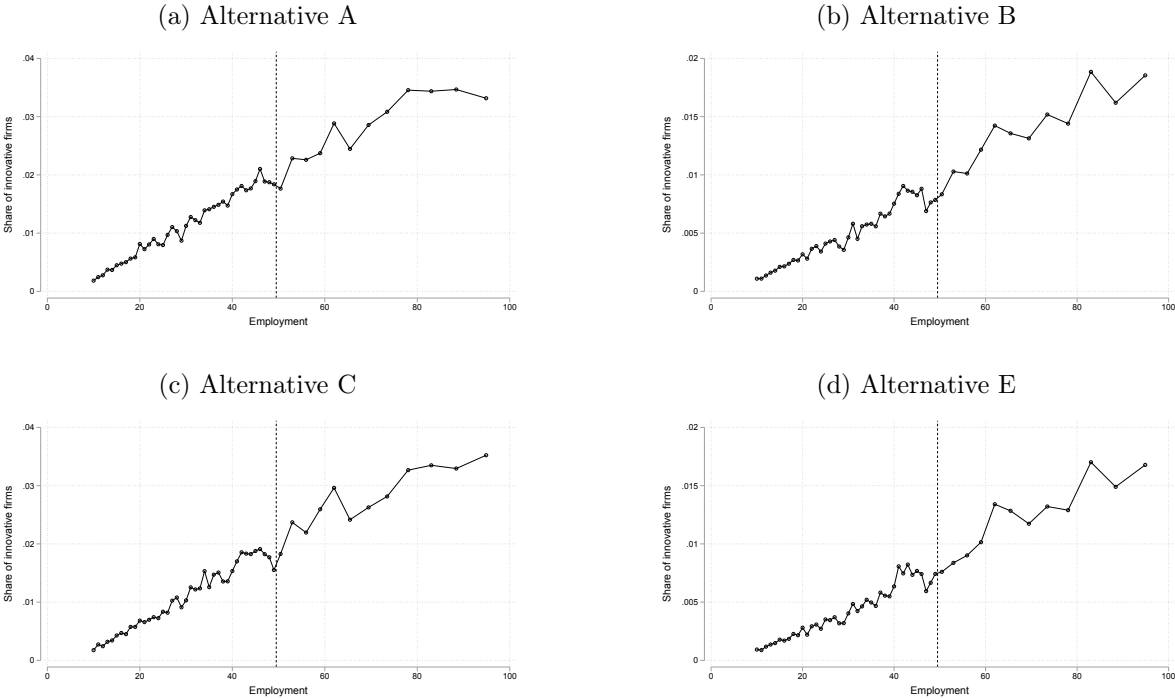 (a) Alternative A
.04
.03
.02
.01
0
Share of innovative firms
0 20 40 60 80 100
Employment
(b) Alternative B
.02
.015
.01
.005
0
Share of innovative firms
0 20 40 60 80 100
Employment
(c) Alternative C
.04
.03
.02
.01
0
Share of innovative firms
0 20 40 60 80 100
Employment
(d) Alternative E
.02
.015
.01
.005
0
Share of innovative firms
0 20 40 60 80 100
Employment